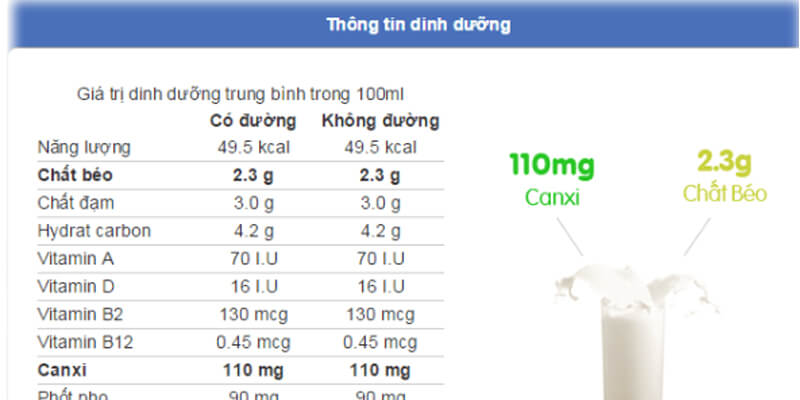 Thông tin dinh dưỡng
Giá trị dinh dưỡng trung bình trong 100ml
Có đường Không đường
Năng lượng 49.5 kcal 49.5 kcal
Chất béo 2.3 g 2.3 g
Chất đạm 3.0 g 3.0 g
Hydrat carbon 4.2 g 4.2 g
Vitamin A 70 I.U 70 I.U
Vitamin D 16 I.U 16 I.U
Vitamin B2 130 mcg 130 mcg
Vitamin B12 0.45 mcg 0.45 mcg
Canxi 110 mg 110 mg
Phốt pho 90 mg 90 mg
110mg
Canxi
2.3g
Chất Béo